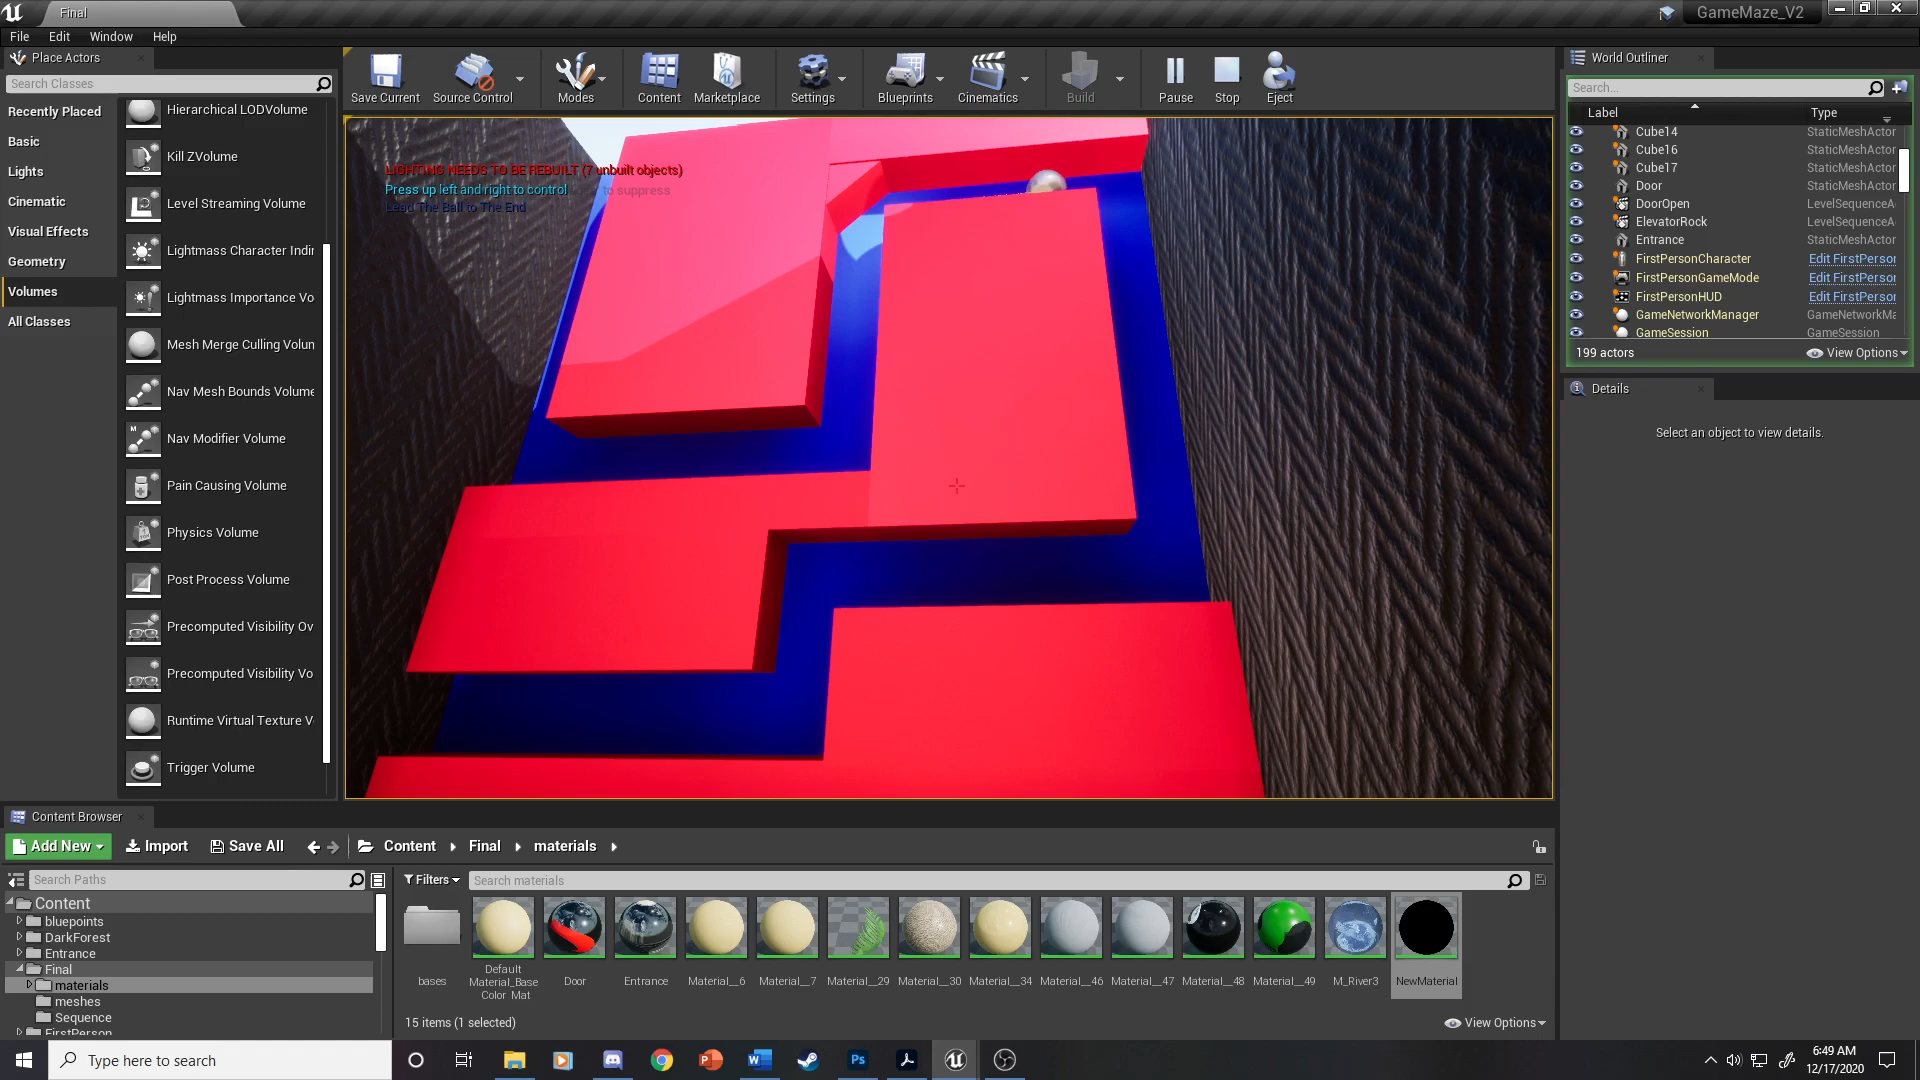 Final
GameMaze_V2
File Edit Window Help
Place Actors
Search Classes
Recently Placed
Basic
Lights
Cinematic
Visual Effects
Geometry
Volumes
All Classes
Hierarchical LODVolume
Kill ZVolume
Level Streaming Volume
Lightmass Character Indir
Lightmass Importance Vo
Mesh Merge Culling Volun
Nav Mesh Bounds Volume
Nav Modifier Volume
Pain Causing Volume
Physics Volume
Post Process Volume
Precomputed Visibility Ov
Precomputed Visibility Vo
Runtime Virtual Texture V
Trigger Volume
Save Current Source Control Modes Content Marketplace Settings Blueprints Cinematics Build Pause Stop Eject
LIGHTING NEEDS TO BE REBUILT (7 unbuilt objects)
Press up left and right to control to suppress
Lead The Ball to The End
World Outliner
Search...
Label Type
Cube14 StaticMeshActor
Cube16 StaticMeshActor
Cube17 StaticMeshActor
Door StaticMeshActor
DoorOpen LevelSequenceA
ElevatorRock LevelSequenceA
Entrance StaticMeshActor
FirstPersonCharacter Edit FirstPerson
FirstPersonGameMode Edit FirstPerson
FirstPersonHUD Edit FirstPerson
GameNetworkManager GameNetworkMa
GameSession GameSession
199 actors View Options
Details
Select an object to view details.
Content Browser
Add New Import Save All Content Final materials
Search Paths
Content
bluepoints
DarkForest
Entrance
Final
materials
meshes
Sequence
FirstPerson
Filters Search materials
bases
Default
Material_Base
Color_Mat
Door
Entrance
Material__6
Material__7
Material__29
Material__30
Material__34
Material__46
Material__47
Material__48
Material__49
M_River3
NewMaterial
15 items (1 selected) View Options
Type here to search
6:49 AM
12/17/2020